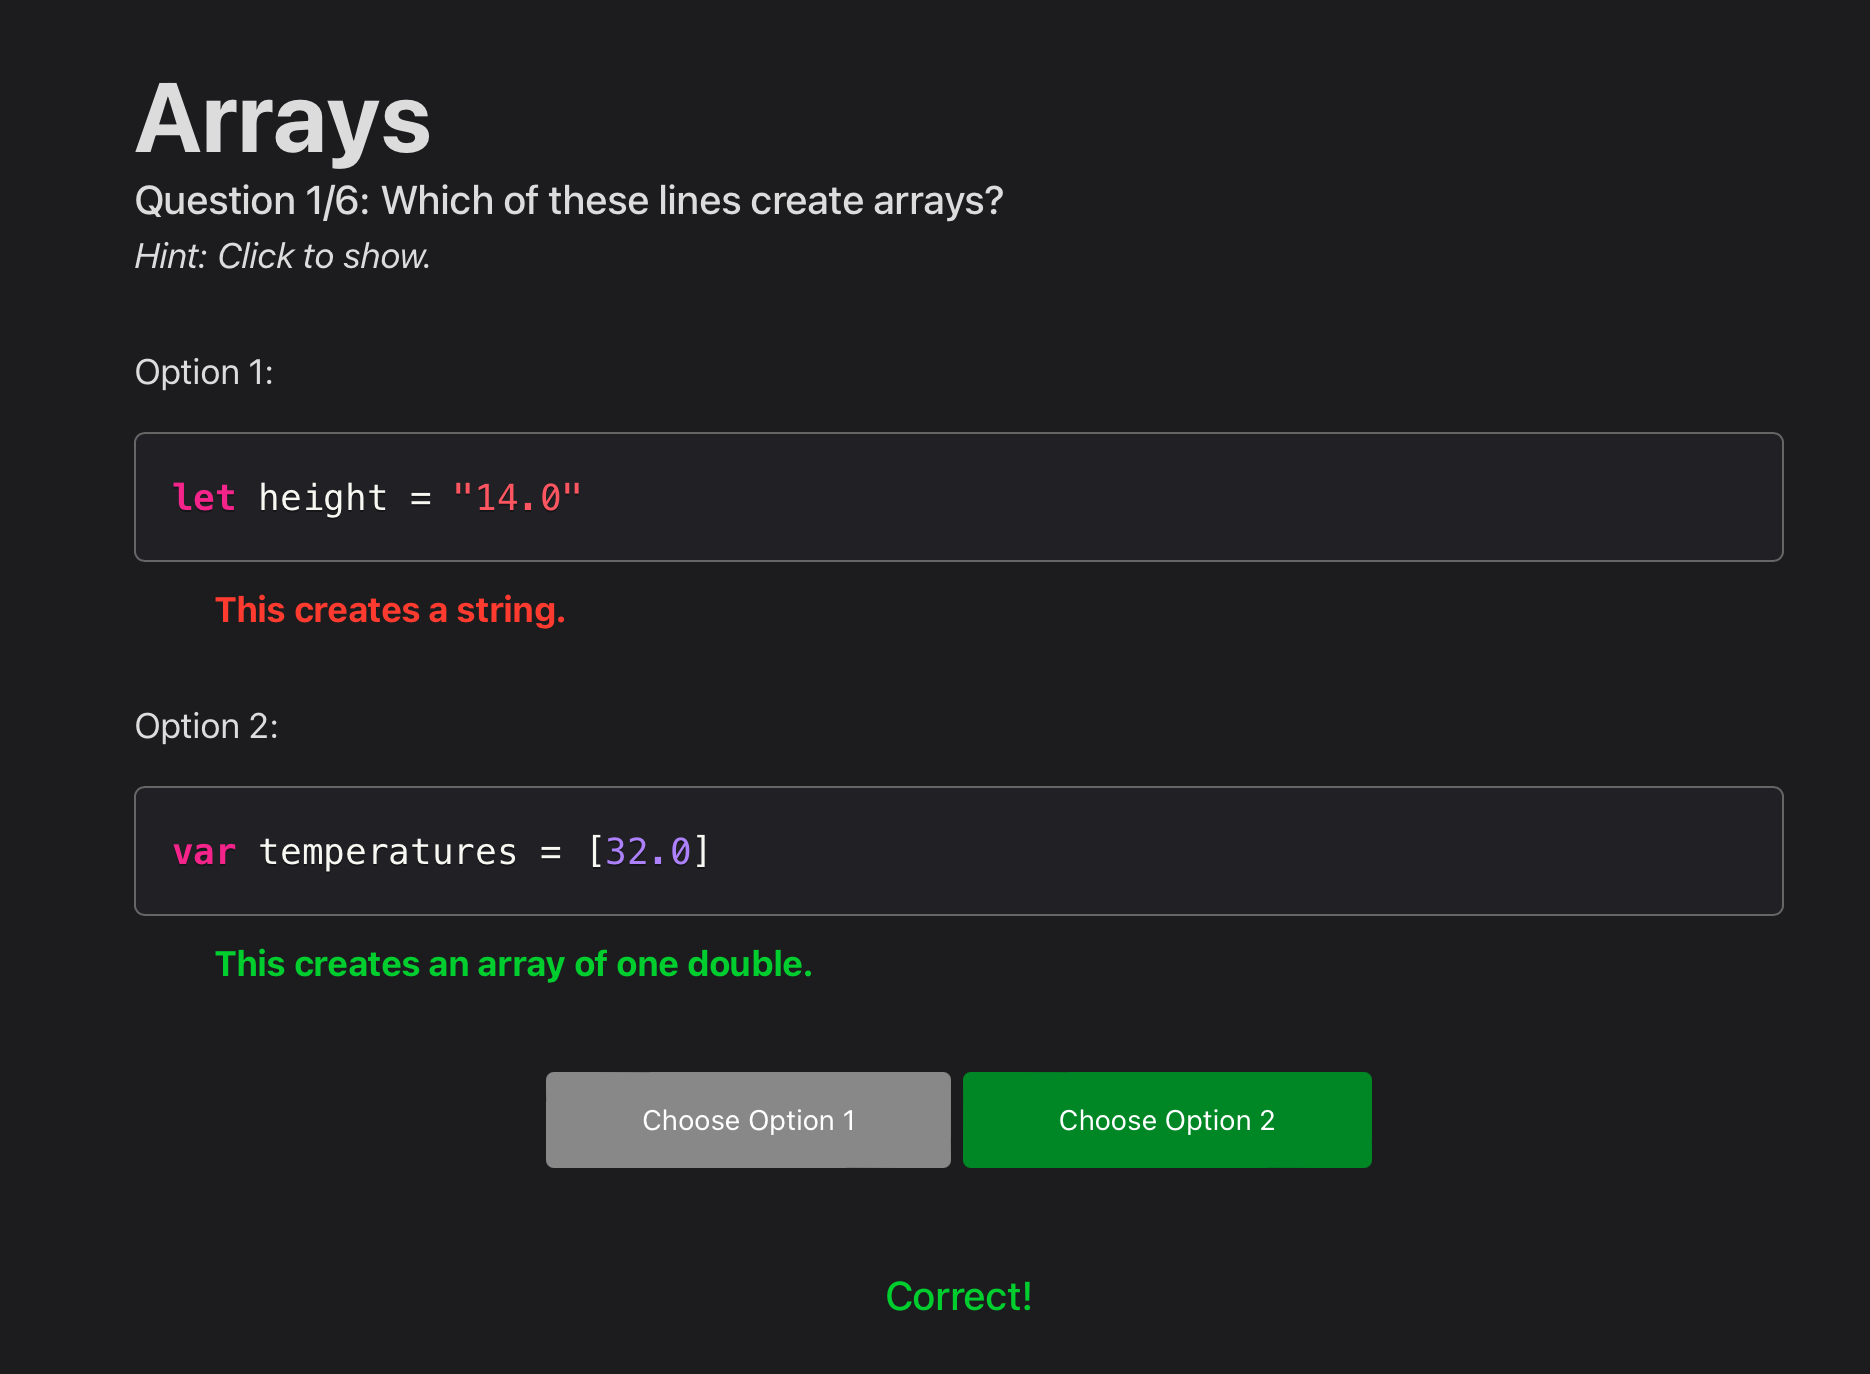 Arrays
Question 1/6: Which of these lines create arrays?
Hint: Click to show.
Option 1:
let height = "14.0"
This creates a string.
Option 2:
var temperatures = [32.0]
This creates an array of one double.
Choose Option 1
Choose Option 2
Correct!